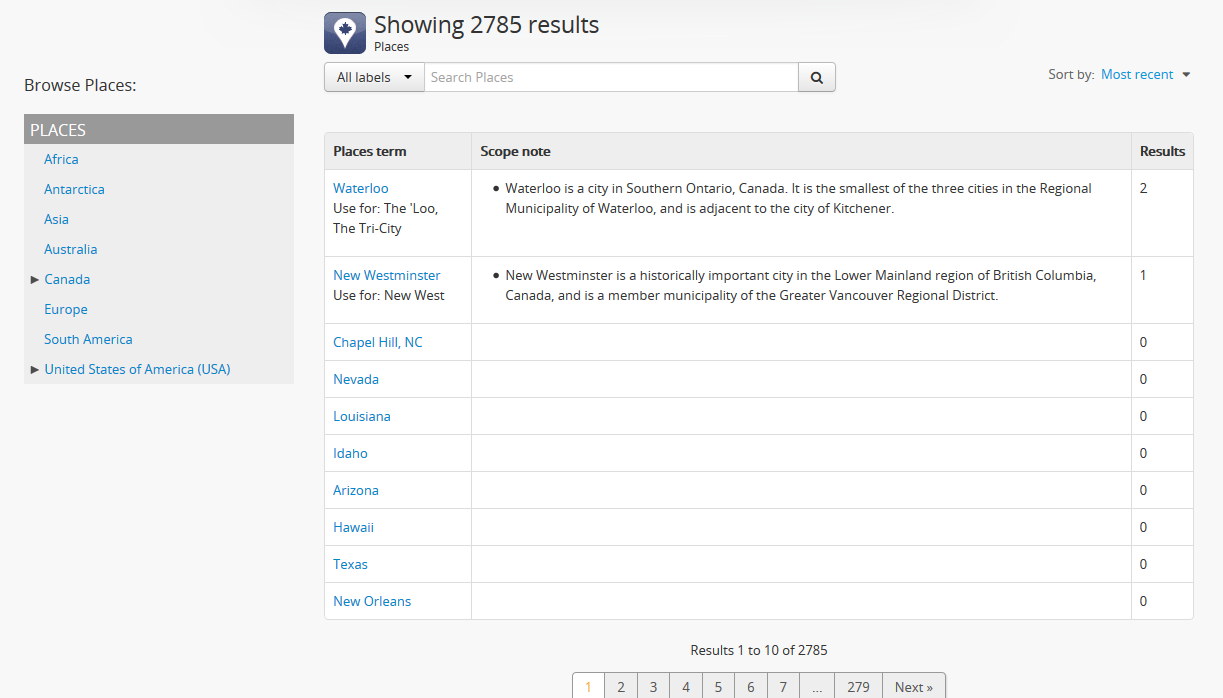 Showing 2785 results
Places
All labels
Search Places
Sort by: Most recent
Browse Places:
PLACES
Africa
Antarctica
Asia
Australia
Canada
Europe
South America
United States of America (USA)
Places term Scope note Results
Waterloo
Use for: The 'Loo,
The Tri-City
• Waterloo is a city in Southern Ontario, Canada. It is the smallest of the three cities in the Regional
Municipality of Waterloo, and is adjacent to the city of Kitchener.
2
New Westminster
Use for: New West
• New Westminster is a historically important city in the Lower Mainland region of British Columbia,
Canada, and is a member municipality of the Greater Vancouver Regional District.
1
Chapel Hill, NC 0
Nevada 0
Louisiana 0
Idaho 0
Arizona 0
Hawaii 0
Texas 0
New Orleans 0
Results 1 to 10 of 2785
1 2 3 4 5 6 7 ... 279 Next »